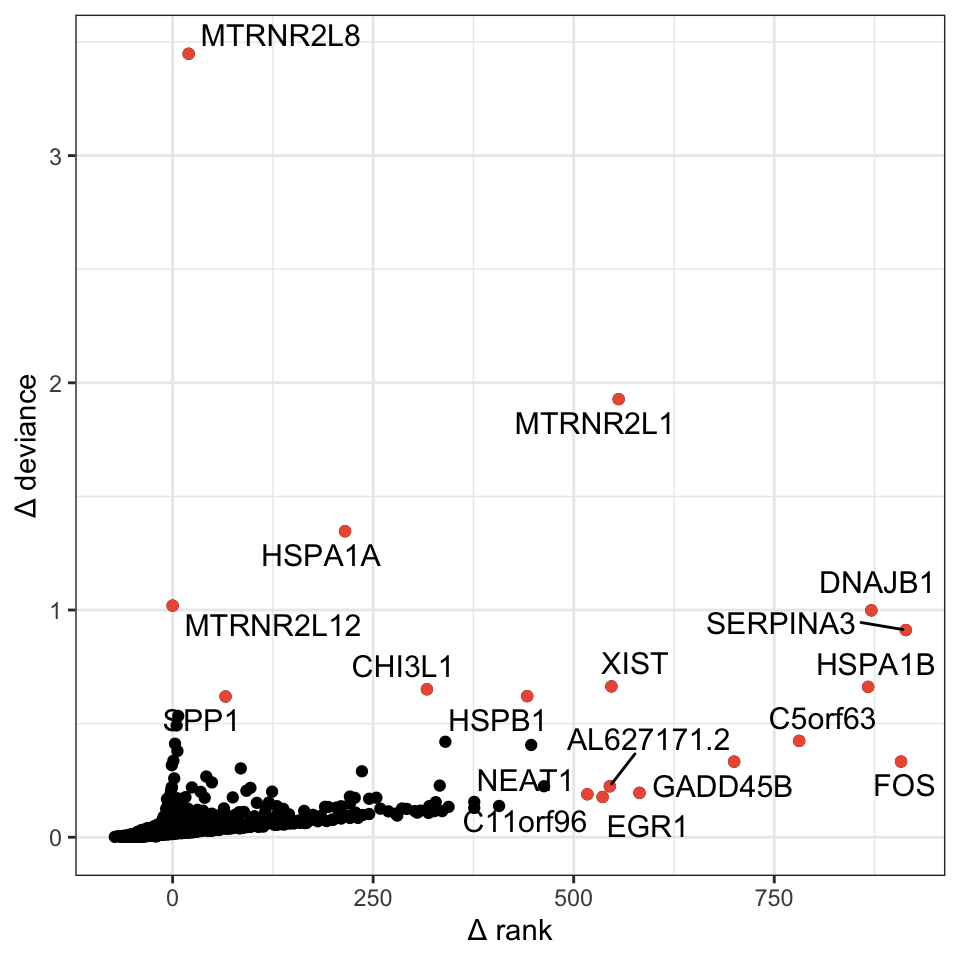 MTRNR2L8
3
2
MTRNR2L1
HSPA1A
DNAJB1
1
SERPINA3
MTRNR2L12
CHI3L1
XIST
HSPA1B
SPP1
HSPB1
C5orf63
AL627171.2
NEAT1
GADD45B
FOS
C11orf96
EGR1
0
0 250 500 750
Δ rank
Δ deviance